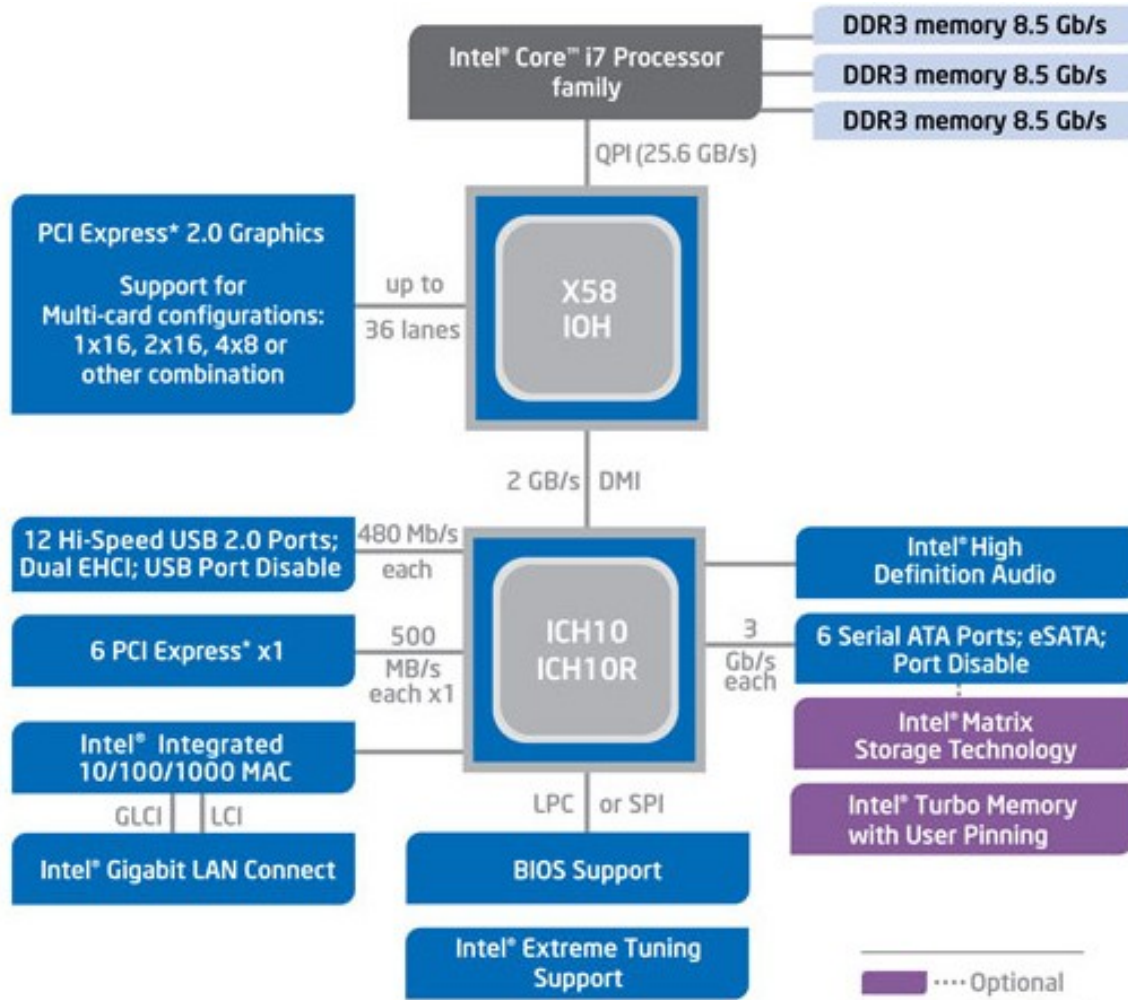 Intel® Core™ i7 Processor
family
DDR3 memory 8.5 Gb/s
DDR3 memory 8.5 Gb/s
DDR3 memory 8.5 Gb/s
QPI (25.6 GB/s)
PCI Express* 2.0 Graphics
Support for
Multi-card configurations:
1x16, 2x16, 4x8 or
other combination
up to
36 lanes
X58
IOH
2 GB/s DMI
12 Hi-Speed USB 2.0 Ports;
Dual EHCI; USB Port Disable
480 Mb/s
each
6 PCI Express* x1
500
MB/s
each x1
Intel® Integrated
10/100/1000 MAC
GLCI LCI
Intel® Gigabit LAN Connect
ICH10
ICH10R
Intel® High
Definition Audio
3
Gb/s
each
6 Serial ATA Ports; eSATA;
Port Disable
Intel® Matrix
Storage Technology
Intel® Turbo Memory
with User Pinning
LPC or SPI
BIOS Support
Intel® Extreme Tuning
Support
Optional